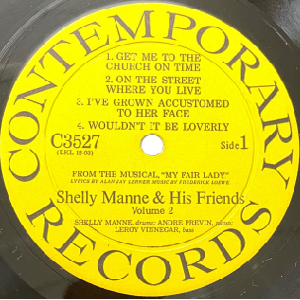 CONTEMPORARY
1. GET ME TO THE
CHURCH ON TIME
2. ON THE STREET
WHERE YOU LIVE
3. I'VE GROWN ACCUSTOMED
TO HER FACE
4. WOULDN'T IT BE LOVERLY
C3527
Side 1
FROM THE MUSICAL, "MY FAIR LADY"
LYRICS BY ALAN JAY LERNER MUSIC BY FREDERICK LOEWE
Shelly Manne & His Friends
Volume 2
SHELLY MANNE, drums; ANDRE PREVIN, piano;
LEROY VINNEGAR, bass
RECORDS